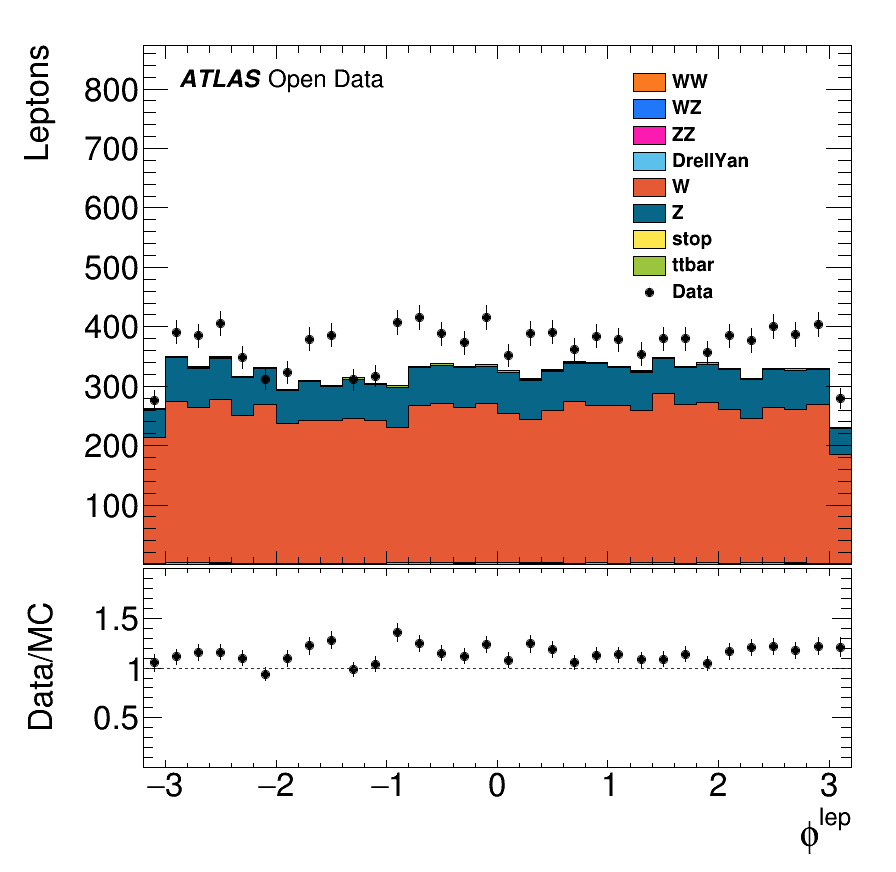 Leptons
ATLAS Open Data
WW
WZ
ZZ
DrellYan
W
Z
stop
ttbar
Data
800
700
600
500
400
300
200
100
Data/MC
1.5
1
0.5
−3 −2 −1 0 1 2 3
ϕ^lep